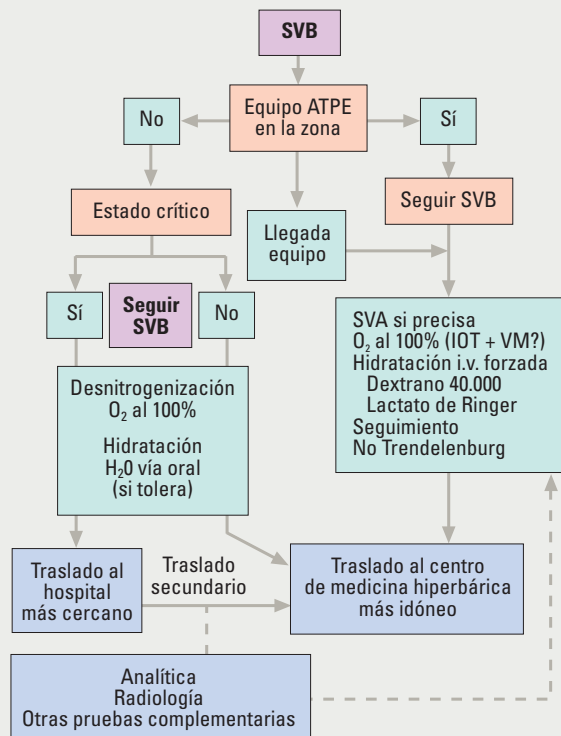 SVB
Equipo ATPE
en la zona
No
Sí
Estado crítico
Llegada
equipo
Seguir SVB
Sí
Seguir
SVB
No
SVA si precisa
O₂ al 100% (IOT + VM?)
Hidratación i.v. forzada
Dextrano 40.000
Lactato de Ringer
Seguimiento
No Trendelenburg
Desnitrogenización
O₂ al 100%
Hidratación
H₂0 vía oral
(si tolera)
Traslado al
hospital
más cercano
Traslado
secundario
Traslado al centro
de medicina hiperbárica
más idóneo
Analítica
Radiología
Otras pruebas complementarias